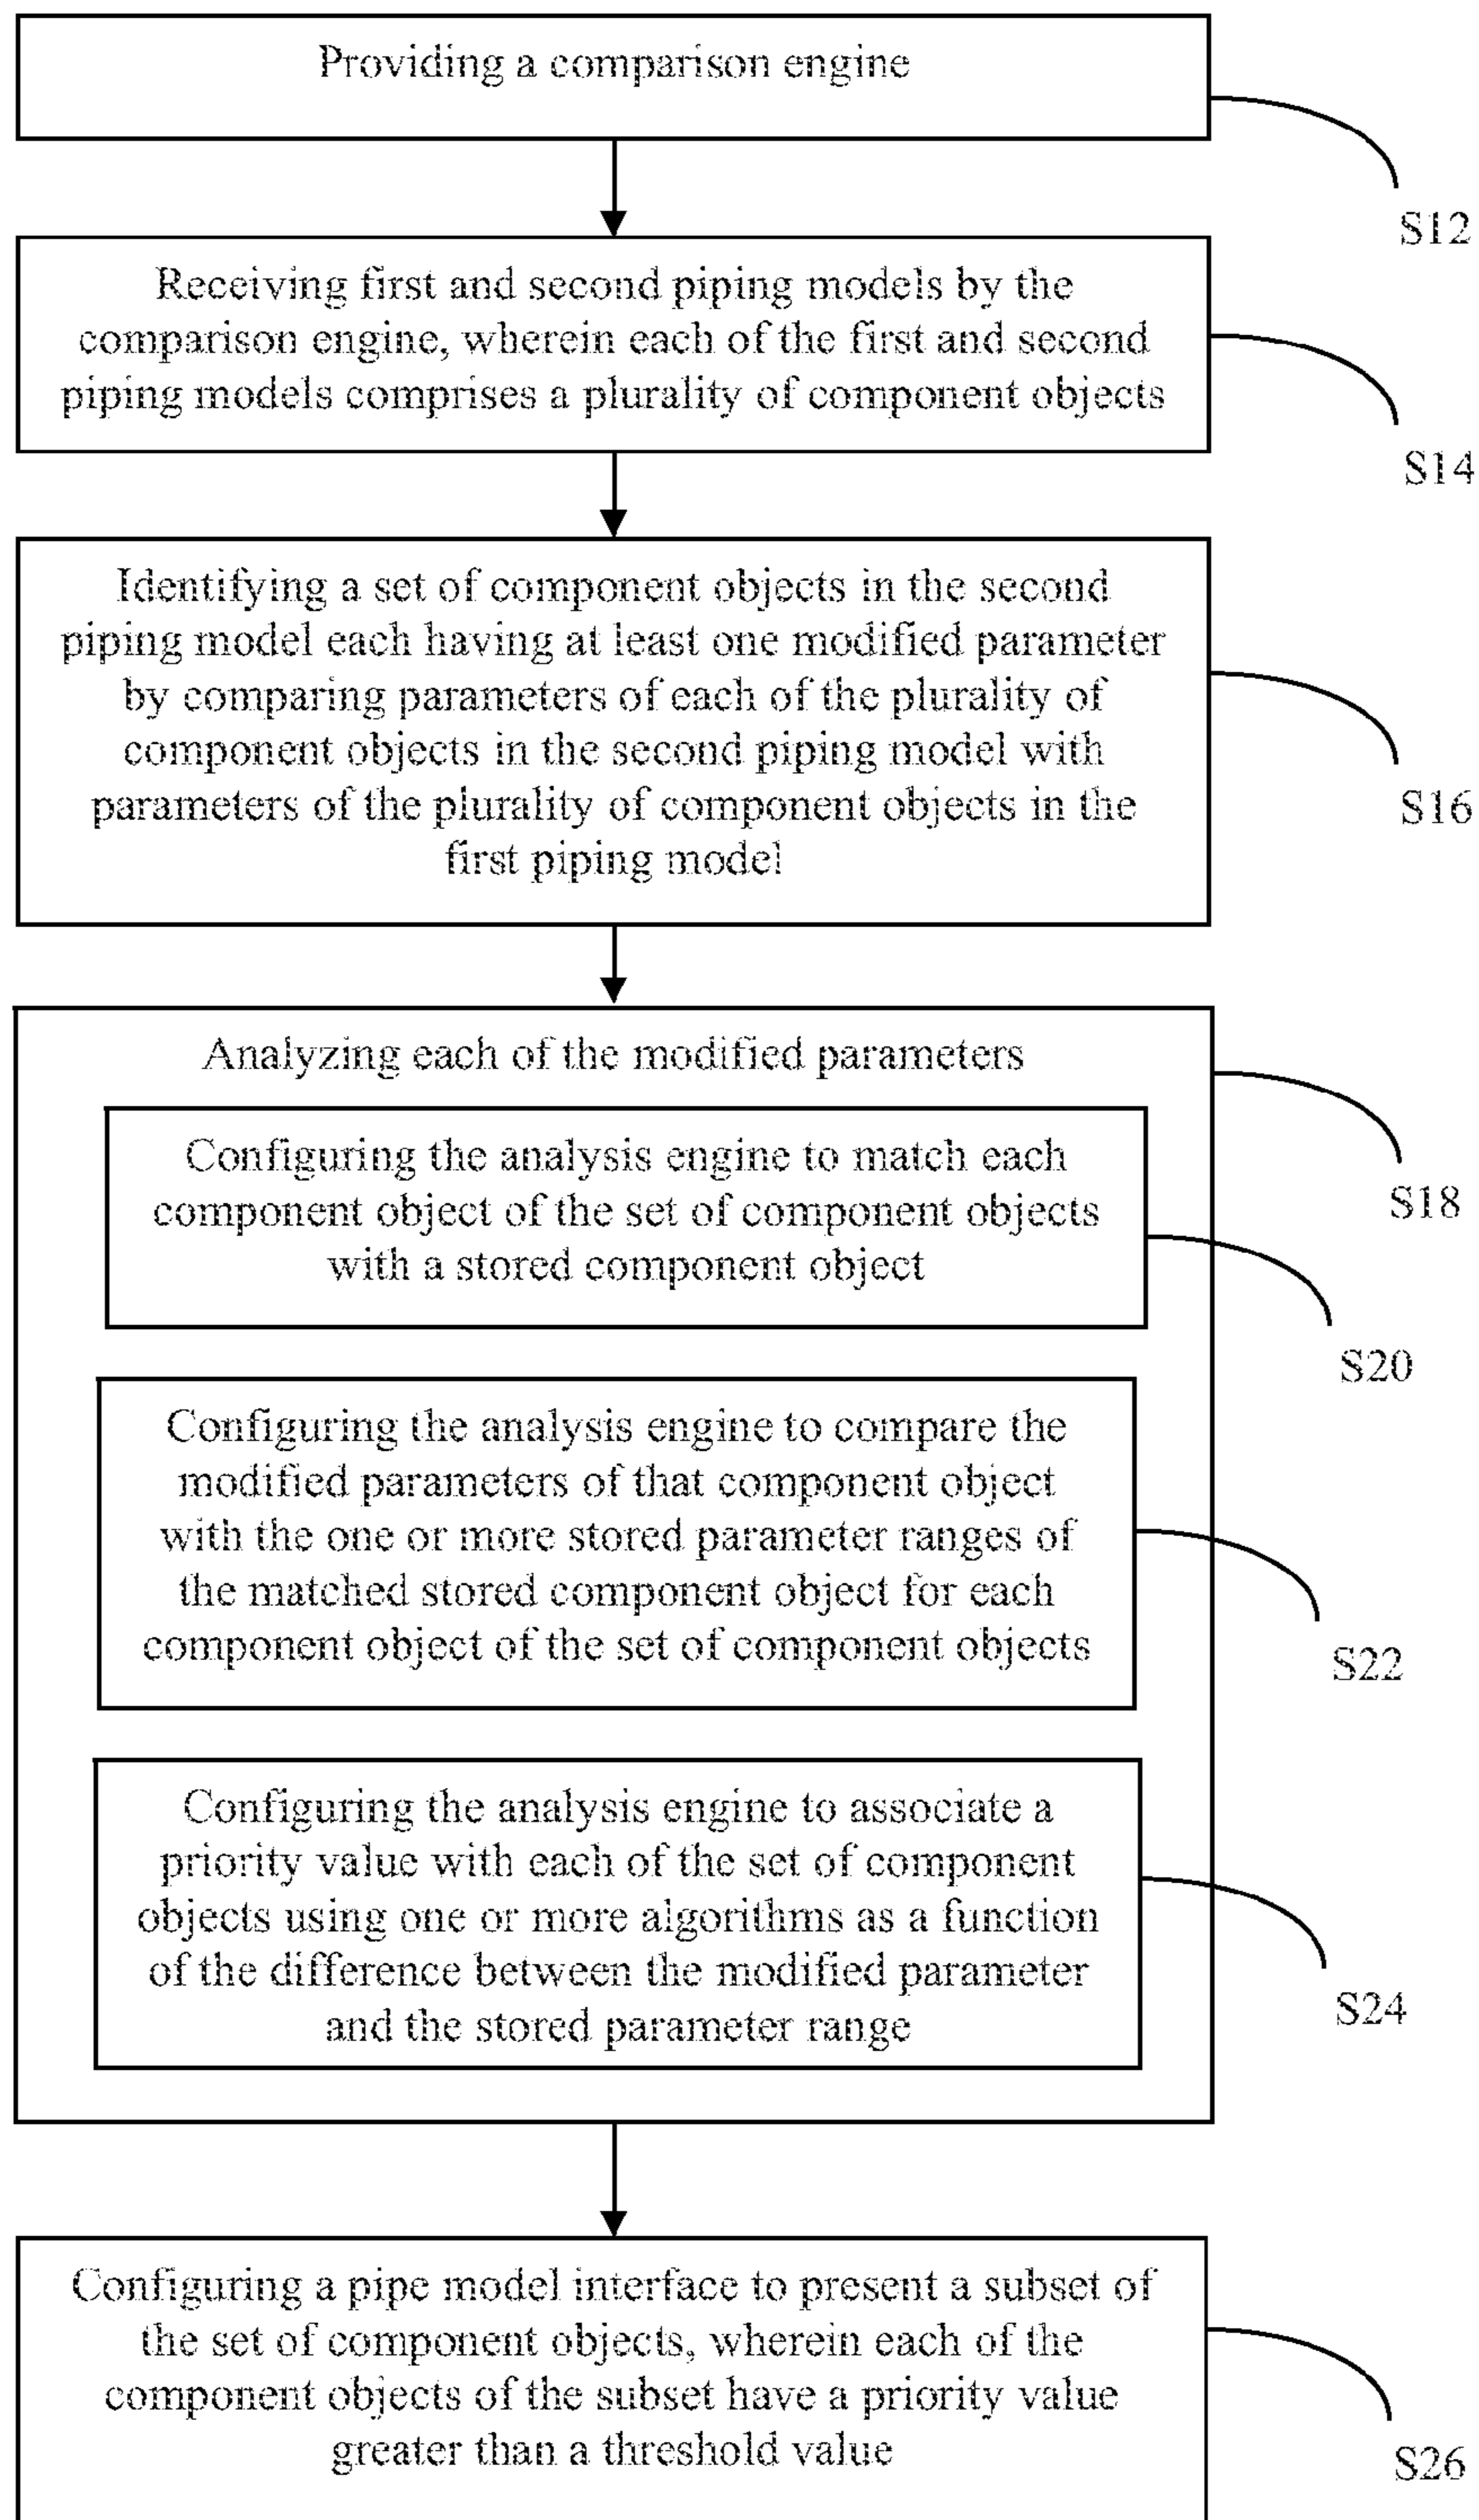 Providing a comparison engine
S12
Receiving first and second piping models by the
comparison engine, wherein each of the first and second
piping models comprises a plurality of component objects
S14
Identifying a set of component objects in the second
piping model each having at least one modified parameter
by comparing parameters of each of the plurality of
component objects in the second piping model with
parameters of the plurality of component objects in the
first piping model
S16
Analyzing each of the modified parameters
S18
Configuring the analysis engine to match each
component object of the set of component objects
with a stored component object
S20
Configuring the analysis engine to compare the
modified parameters of that component object
with the one or more stored parameter ranges of
the matched stored component object for each
component object of the set of component objects
S22
Configuring the analysis engine to associate a
priority value with each of the set of component
objects using one or more algorithms as a function
of the difference between the modified parameter
and the stored parameter range
S24
Configuring a pipe model interface to present a subset of
the set of component objects, wherein each of the
component objects of the subset have a priority value
greater than a threshold value
S26